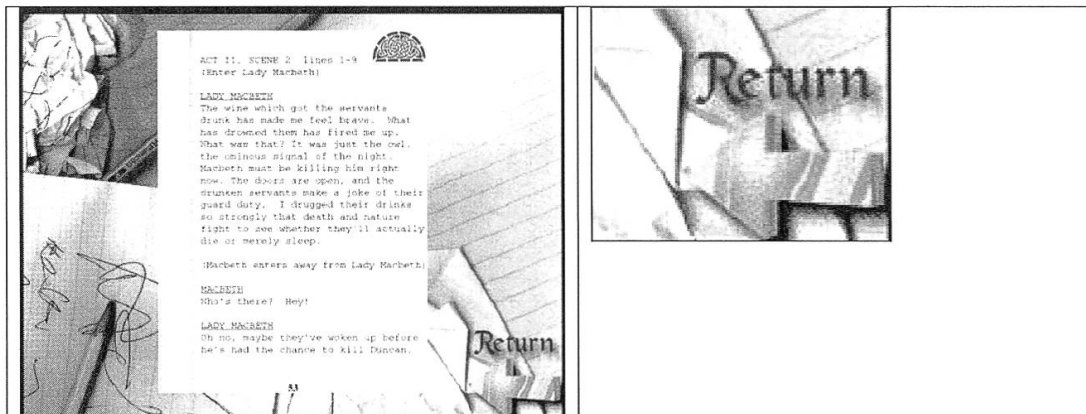 ACT II, SCENE 2 lines 1-9
(Enter Lady Macbeth)
LADY MACBETH
The wine which got the servants
drunk has made me feel brave. What
has drowned them has fired me up.
What was that? It was just the owl,
the ominous signal of the night.
Macbeth must be killing him right
now. The doors are open, and the
drunken servants make a joke of their
guard duty. I drugged their drinks
so strongly that death and nature
fight to see whether they'll actually
die or merely sleep.
(Macbeth enters away from Lady Macbeth)
MACBETH
Who's there? Hey!
LADY MACBETH
Oh no, maybe they've woken up before
he's had the chance to kill Duncan.
53
Return
Return